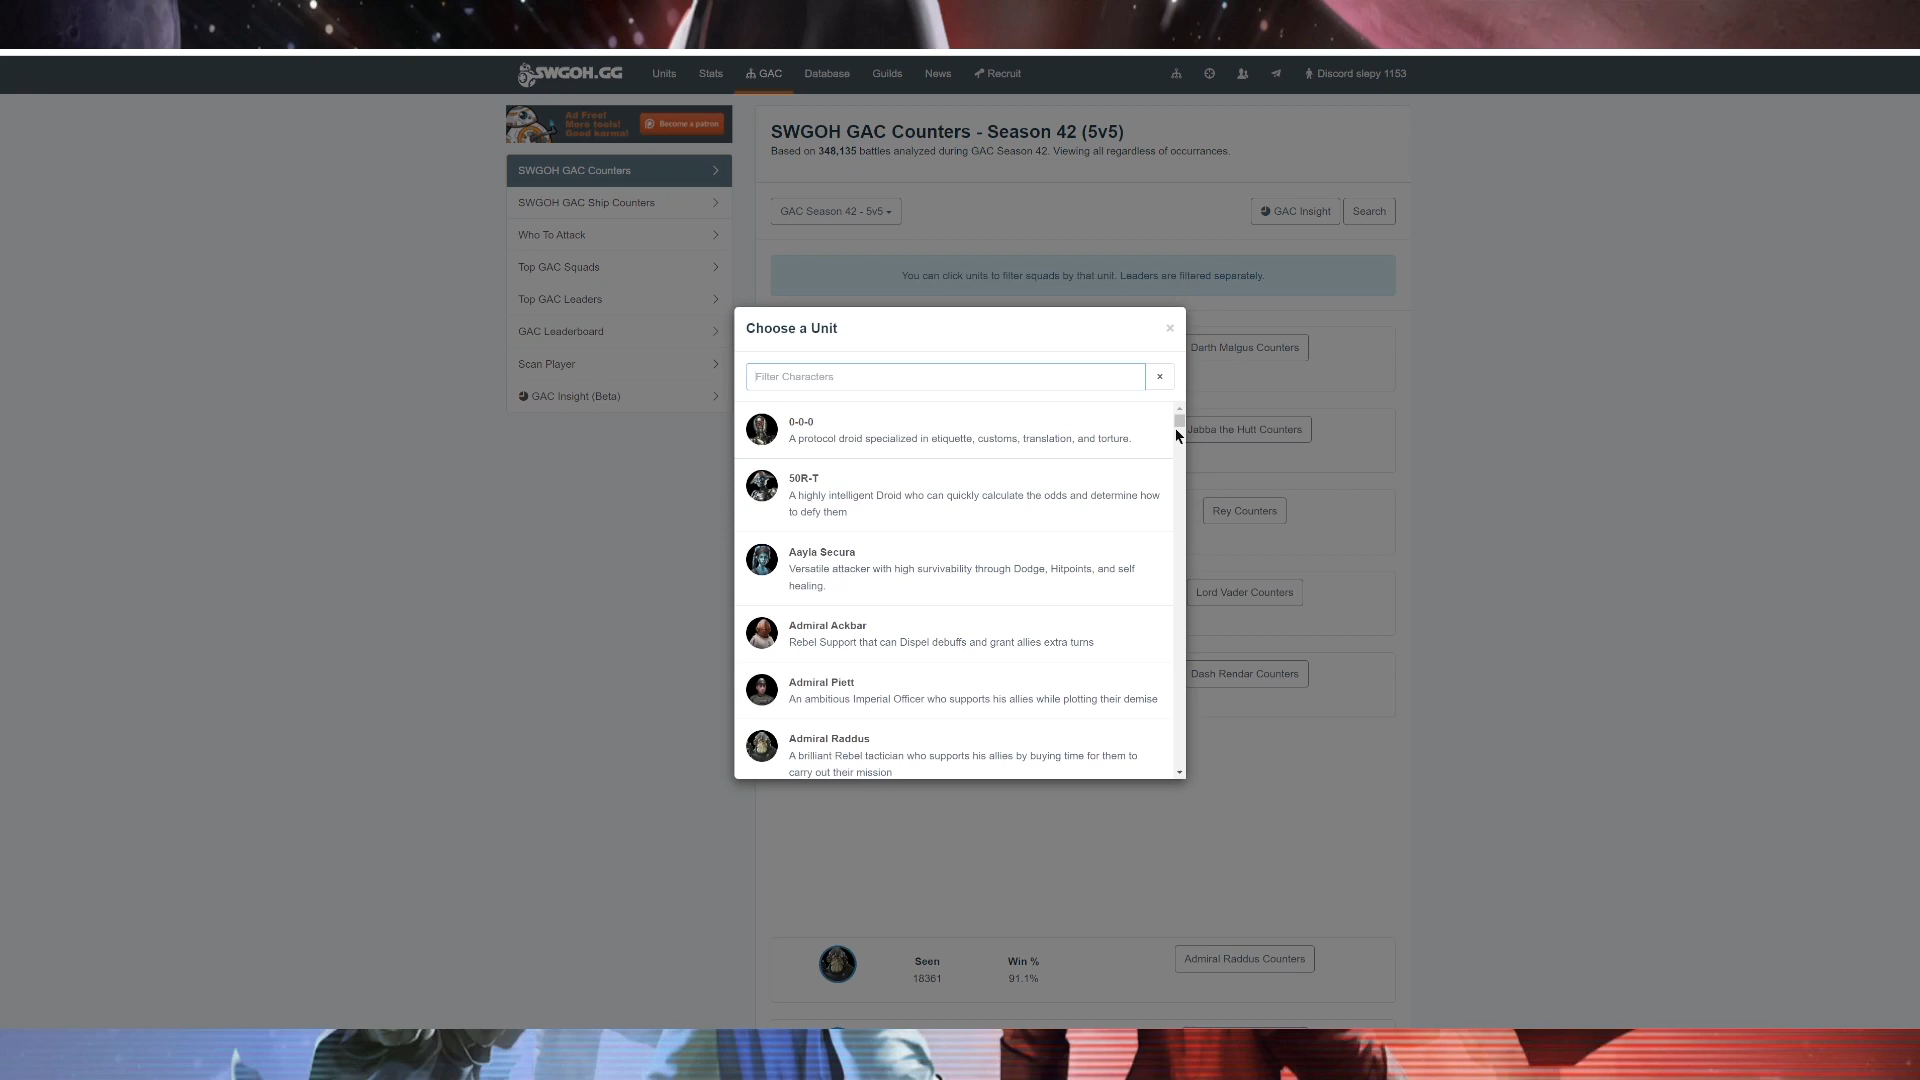 SWGOH.GG
Units
Stats
GAC
Database
Guilds
News
Recruit
Discord slepy 1153
Ad Free!
More tools!
Good karma!
Become a patron
SWGOH GAC Counters
SWGOH GAC Ship Counters
Who To Attack
Top GAC Squads
Top GAC Leaders
GAC Leaderboard
Scan Player
GAC Insight (Beta)
SWGOH GAC Counters - Season 42 (5v5)
Based on 348,135 battles analyzed during GAC Season 42. Viewing all regardless of occurrances.
GAC Season 42 - 5v5
GAC Insight
Search
You can click units to filter squads by that unit. Leaders are filtered separately.
Choose a Unit
×
Filter Characters
×
0-0-0
A protocol droid specialized in etiquette, customs, translation, and torture.
50R-T
A highly intelligent Droid who can quickly calculate the odds and determine how
to defy them
Aayla Secura
Versatile attacker with high survivability through Dodge, Hitpoints, and self
healing.
Admiral Ackbar
Rebel Support that can Dispel debuffs and grant allies extra turns
Admiral Piett
An ambitious Imperial Officer who supports his allies while plotting their demise
Admiral Raddus
A brilliant Rebel tactician who supports his allies by buying time for them to
carry out their mission
Darth Malgus Counters
Jabba the Hutt Counters
Rey Counters
Lord Vader Counters
Dash Rendar Counters
Seen
18361
Win %
91.1%
Admiral Raddus Counters